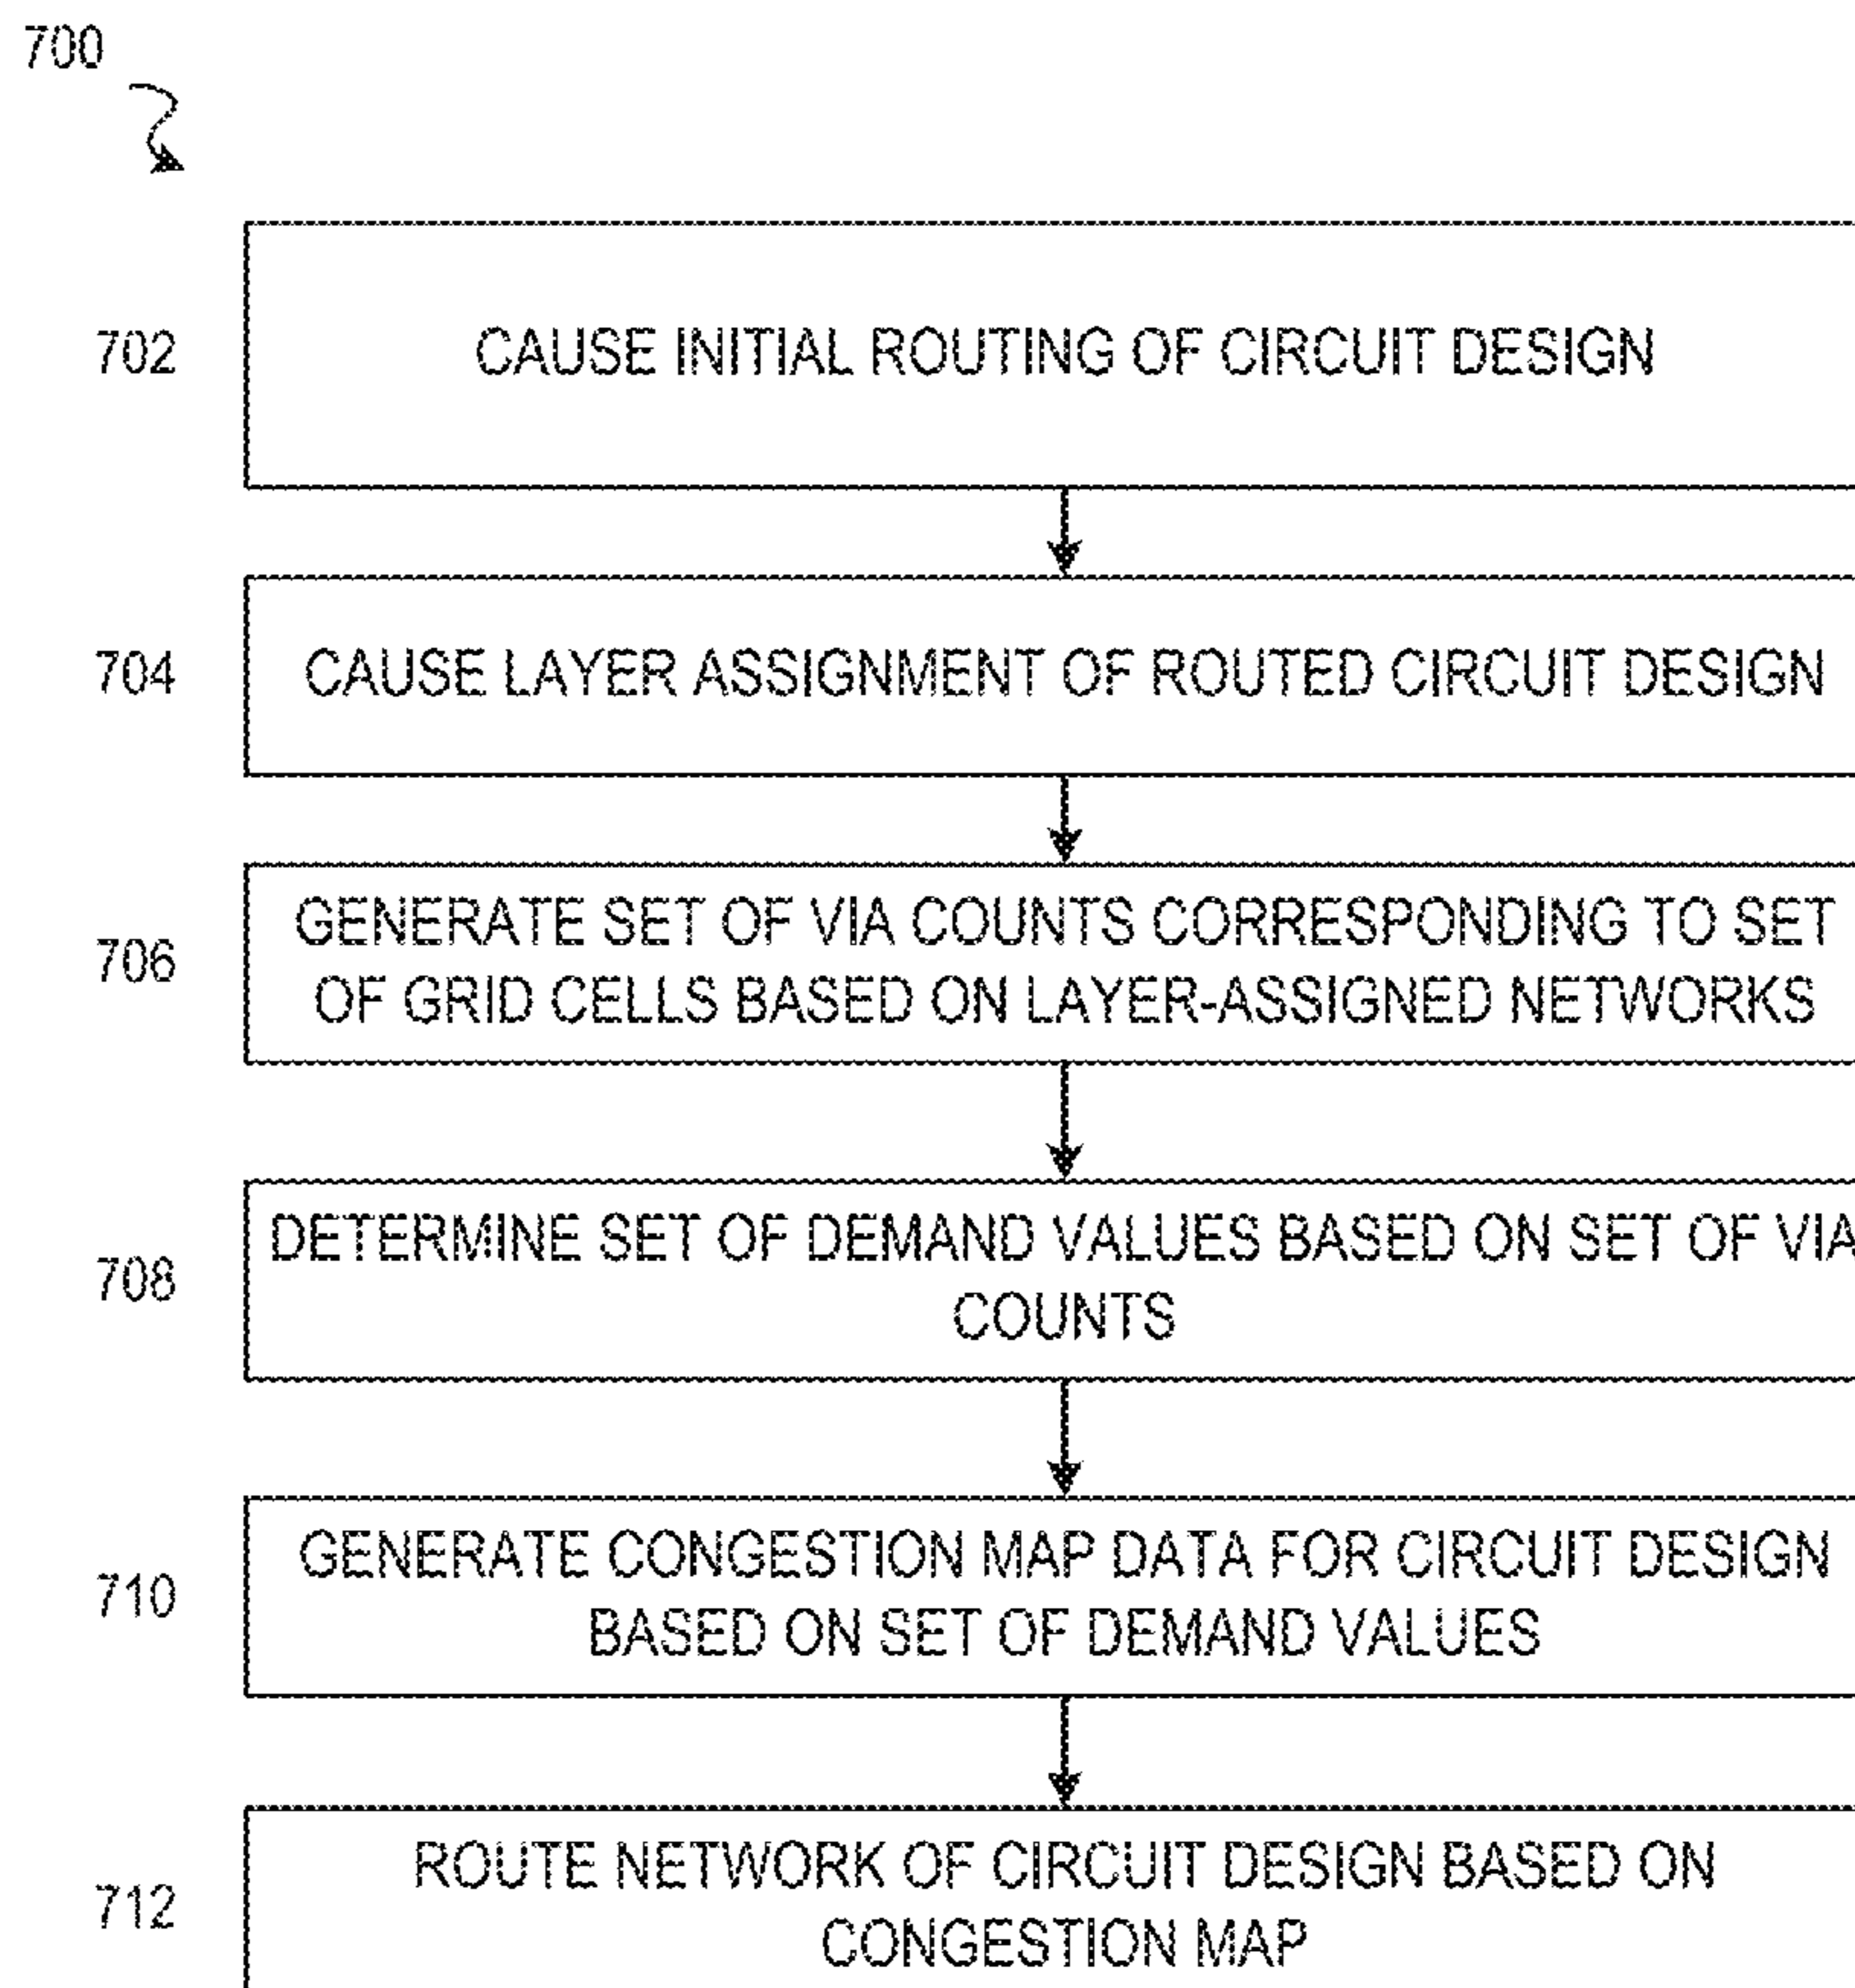 700
702
CAUSE INITIAL ROUTING OF CIRCUIT DESIGN
704
CAUSE LAYER ASSIGNMENT OF ROUTED CIRCUIT DESIGN
706
GENERATE SET OF VIA COUNTS CORRESPONDING TO SET
OF GRID CELLS BASED ON LAYER-ASSIGNED NETWORKS
708
DETERMINE SET OF DEMAND VALUES BASED ON SET OF VIA
COUNTS
710
GENERATE CONGESTION MAP DATA FOR CIRCUIT DESIGN
BASED ON SET OF DEMAND VALUES
712
ROUTE NETWORK OF CIRCUIT DESIGN BASED ON
CONGESTION MAP